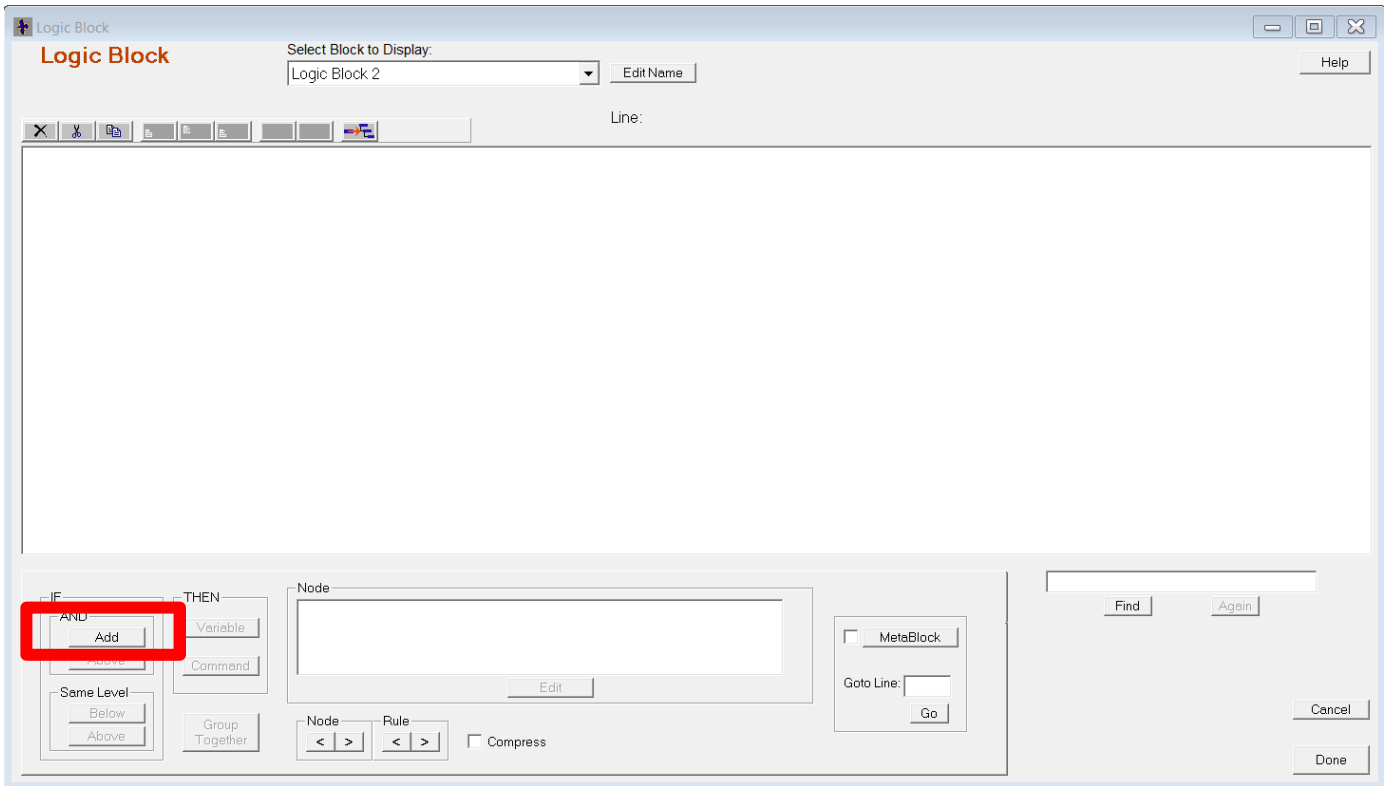 Logic Block
Logic Block
Select Block to Display:
Logic Block 2
Edit Name
Help
Line:
IF
AND
Add
Above
Same Level
Below
Above
THEN
Variable
Command
Group
Together
Node
Edit
Node
< >
Rule
< >
Compress
MetaBlock
Goto Line:
Go
Find
Again
Cancel
Done